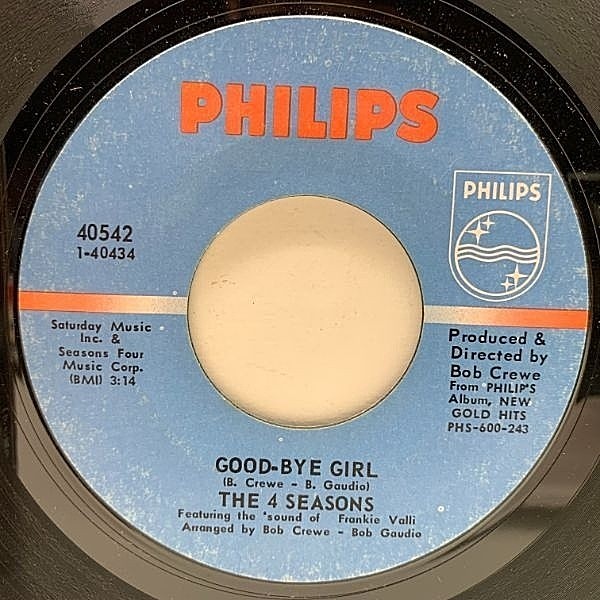 PHILIPS
PHILIPS
40542
1-40434
Saturday Music
Inc. &
Seasons Four
Music Corp.
(BMI) 3:14
Produced &
Directed by
Bob Crewe
From PHILIP'S
Album, NEW
GOLD HITS
PHS-600-243
GOOD-BYE GIRL
(B. Crewe - B. Gaudio)
THE 4 SEASONS
Featuring the 'sound of Frankie Valli
Arranged by Bob Crewe - Bob Gaudio